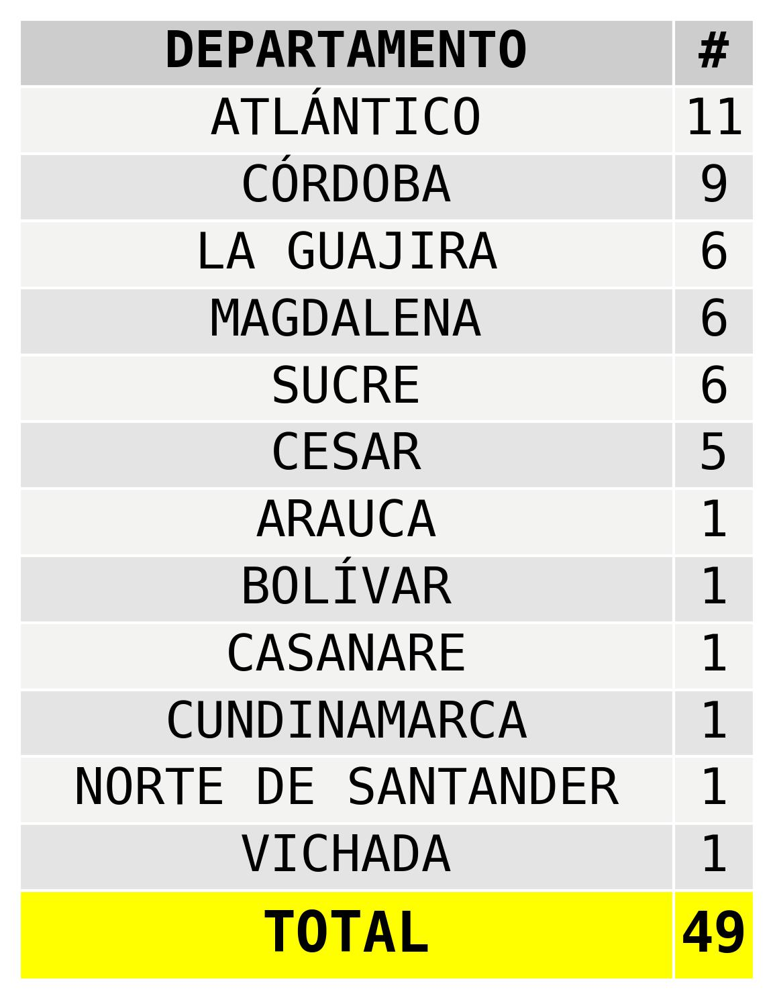 DEPARTAMENTO #
ATLÁNTICO 11
CÓRDOBA 9
LA GUAJIRA 6
MAGDALENA 6
SUCRE 6
CESAR 5
ARAUCA 1
BOLÍVAR 1
CASANARE 1
CUNDINAMARCA 1
NORTE DE SANTANDER 1
VICHADA 1
TOTAL 49